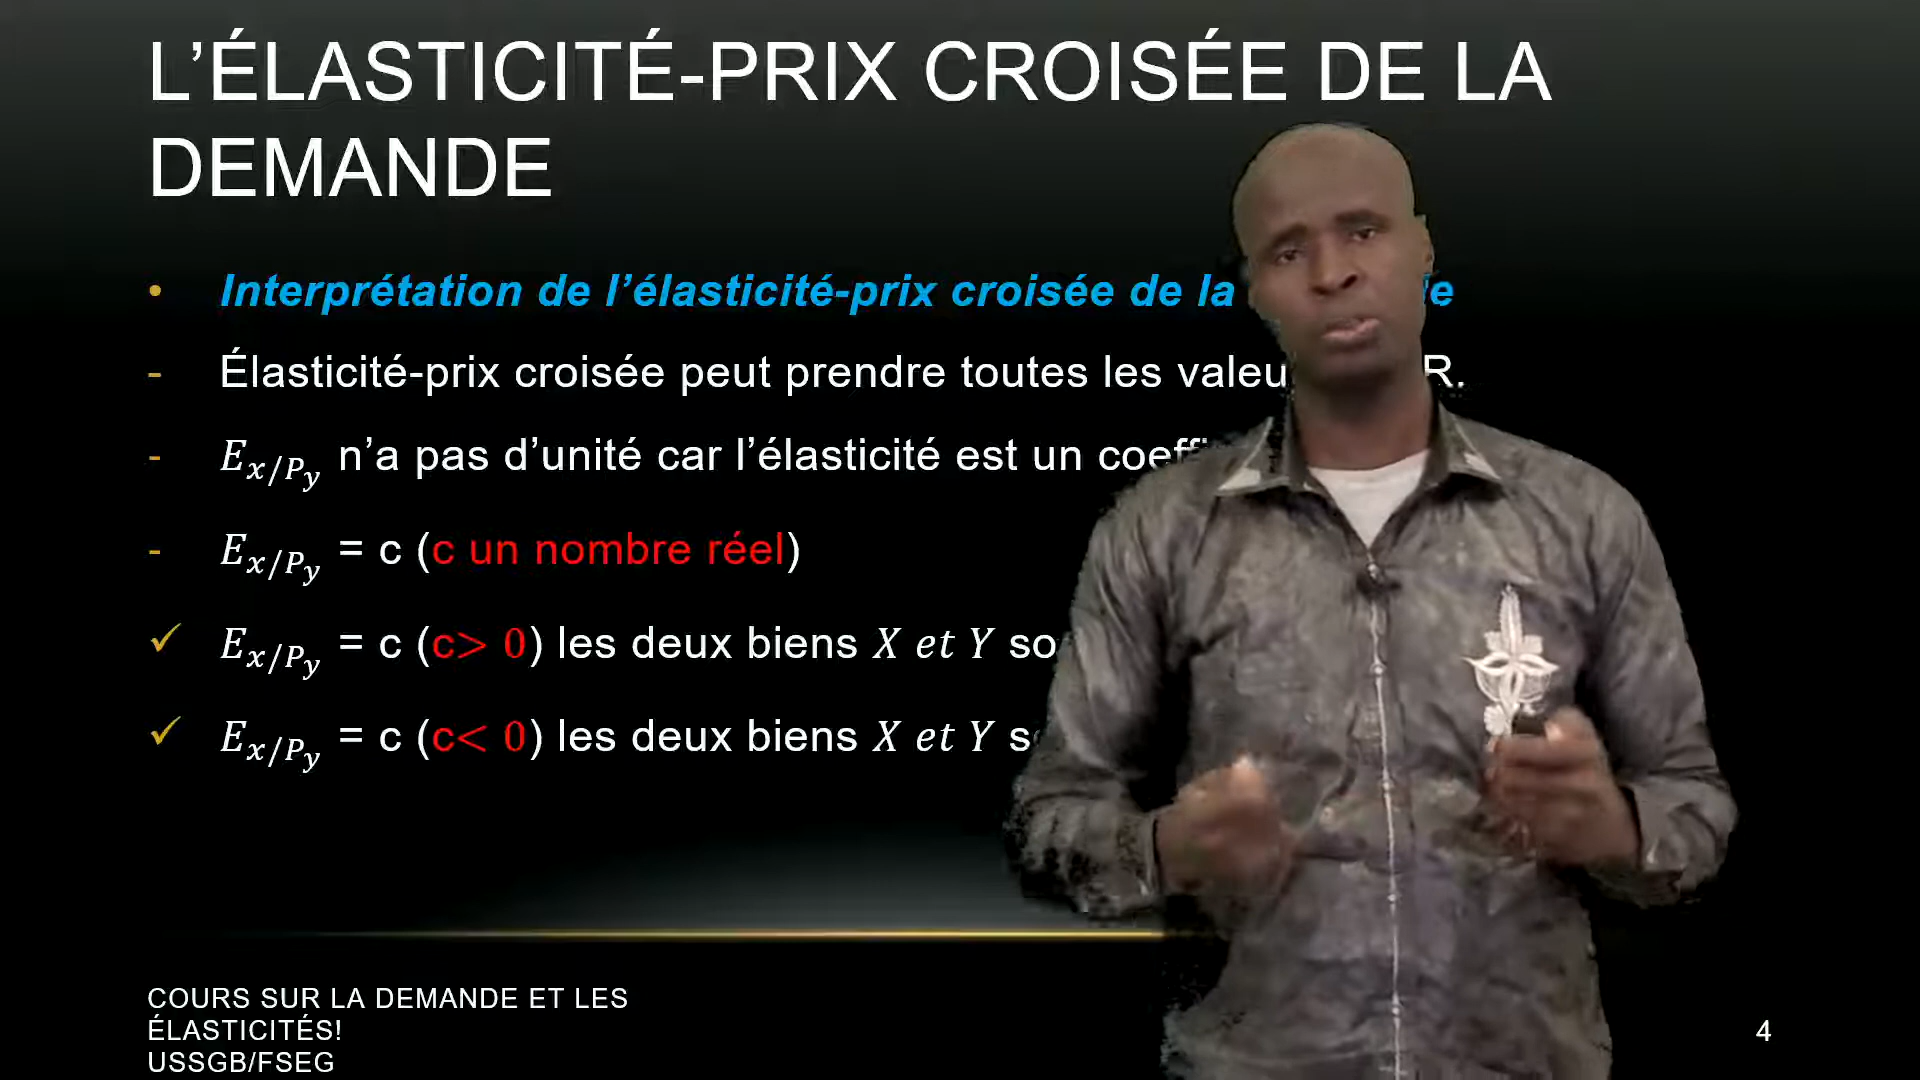 L’ÉLASTICITÉ-PRIX CROISÉE DE LA
DEMANDE
• Interprétation de l’élasticité-prix croisée de la
- Élasticité-prix croisée peut prendre toutes les R.
- E_{x/P_y} n’a pas d’unité car l’élasticité est un
- E_{x/P_y} = c (c un nombre réel)
✓ E_{x/P_y} = c (c> 0) les deux biens X et Y
✓ E_{x/P_y} = c (c< 0) les deux biens X et Y
COURS SUR LA DEMANDE ET LES
ÉLASTICITÉS!
USSGB/FSEG
4